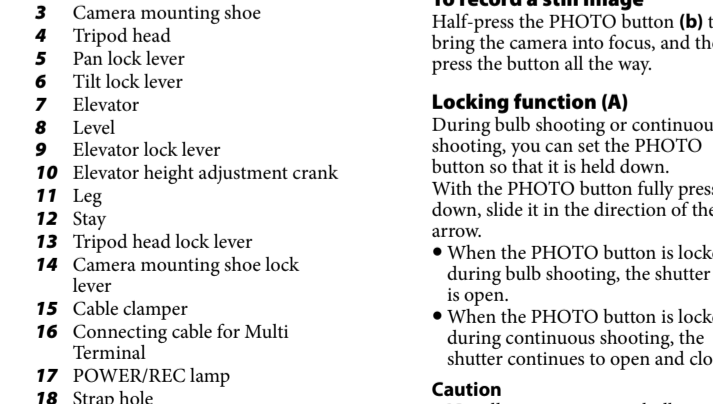 3 Camera mounting shoe
4 Tripod head
5 Pan lock lever
6 Tilt lock lever
7 Elevator
8 Level
9 Elevator lock lever
10 Elevator height adjustment crank
11 Leg
12 Stay
13 Tripod head lock lever
14 Camera mounting shoe lock
lever
15 Cable clamper
16 Connecting cable for Multi
Terminal
17 POWER/REC lamp
18 Strap hole
To record a still image
Half-press the PHOTO button (b) t
bring the camera into focus, and the
press the button all the way.
Locking function (A)
During bulb shooting or continuou
shooting, you can set the PHOTO
button so that it is held down.
With the PHOTO button fully press
down, slide it in the direction of the
arrow.
• When the PHOTO button is locke
during bulb shooting, the shutter
is open.
• When the PHOTO button is locke
during continuous shooting, the
shutter continues to open and clo
Caution